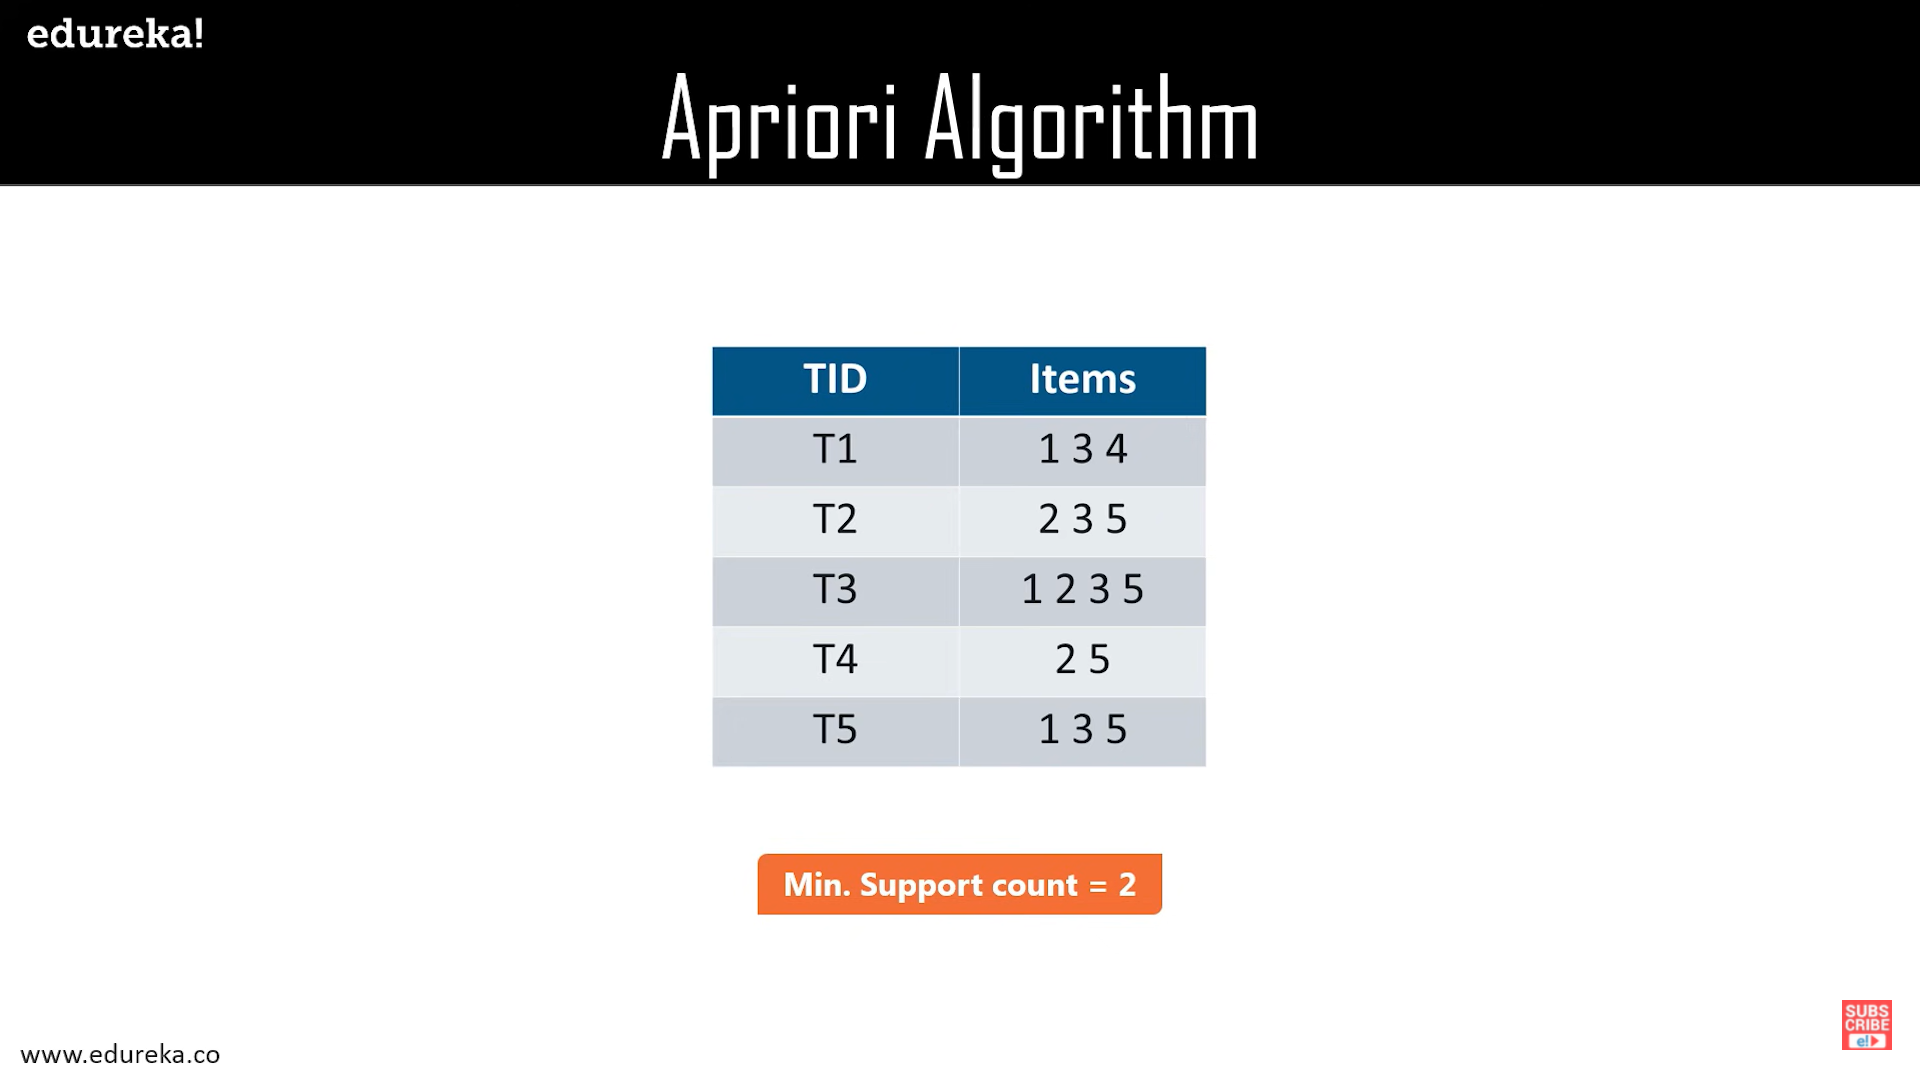 edureka!
Apriori Algorithm
TID Items
T1 1 3 4
T2 2 3 5
T3 1 2 3 5
T4 2 5
T5 1 3 5
Min. Support count = 2
SUBS
CRIBE
e!
www.edureka.co